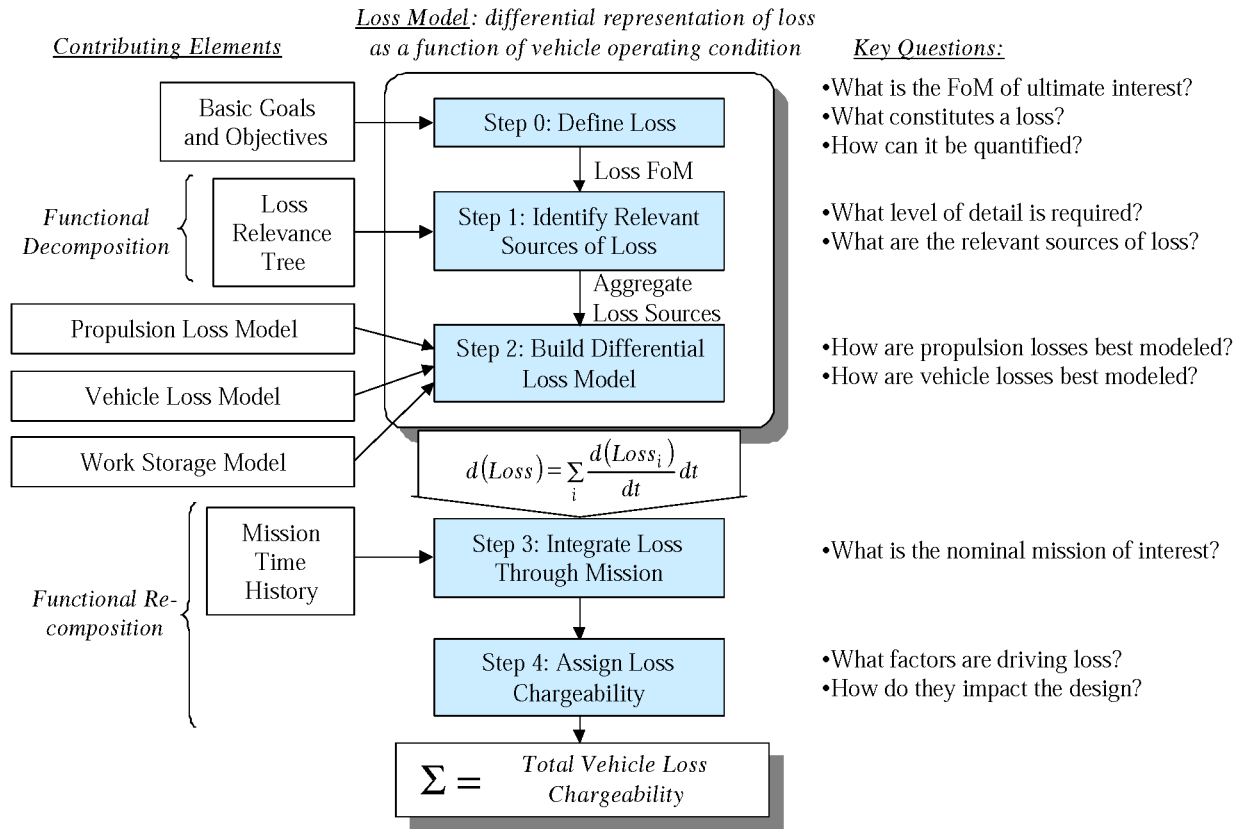 Loss Model: differential representation of loss
as a function of vehicle operating condition
Contributing Elements
Key Questions:
Basic Goals
and Objectives
Step 0: Define Loss
•What is the FoM of ultimate interest?
•What constitutes a loss?
•How can it be quantified?
Loss FoM
Functional
Decomposition
Loss
Relevance
Tree
Step 1: Identify Relevant
Sources of Loss
•What level of detail is required?
•What are the relevant sources of loss?
Aggregate
Loss Sources
Propulsion Loss Model
Vehicle Loss Model
Work Storage Model
Step 2: Build Differential
Loss Model
•How are propulsion losses best modeled?
•How are vehicle losses best modeled?
d(Loss) = ∑_i d(Loss_i)/dt dt
Functional Re-
composition
Mission
Time
History
Step 3: Integrate Loss
Through Mission
•What is the nominal mission of interest?
Step 4: Assign Loss
Chargeability
•What factors are driving loss?
•How do they impact the design?
Σ = Total Vehicle Loss
Chargeability